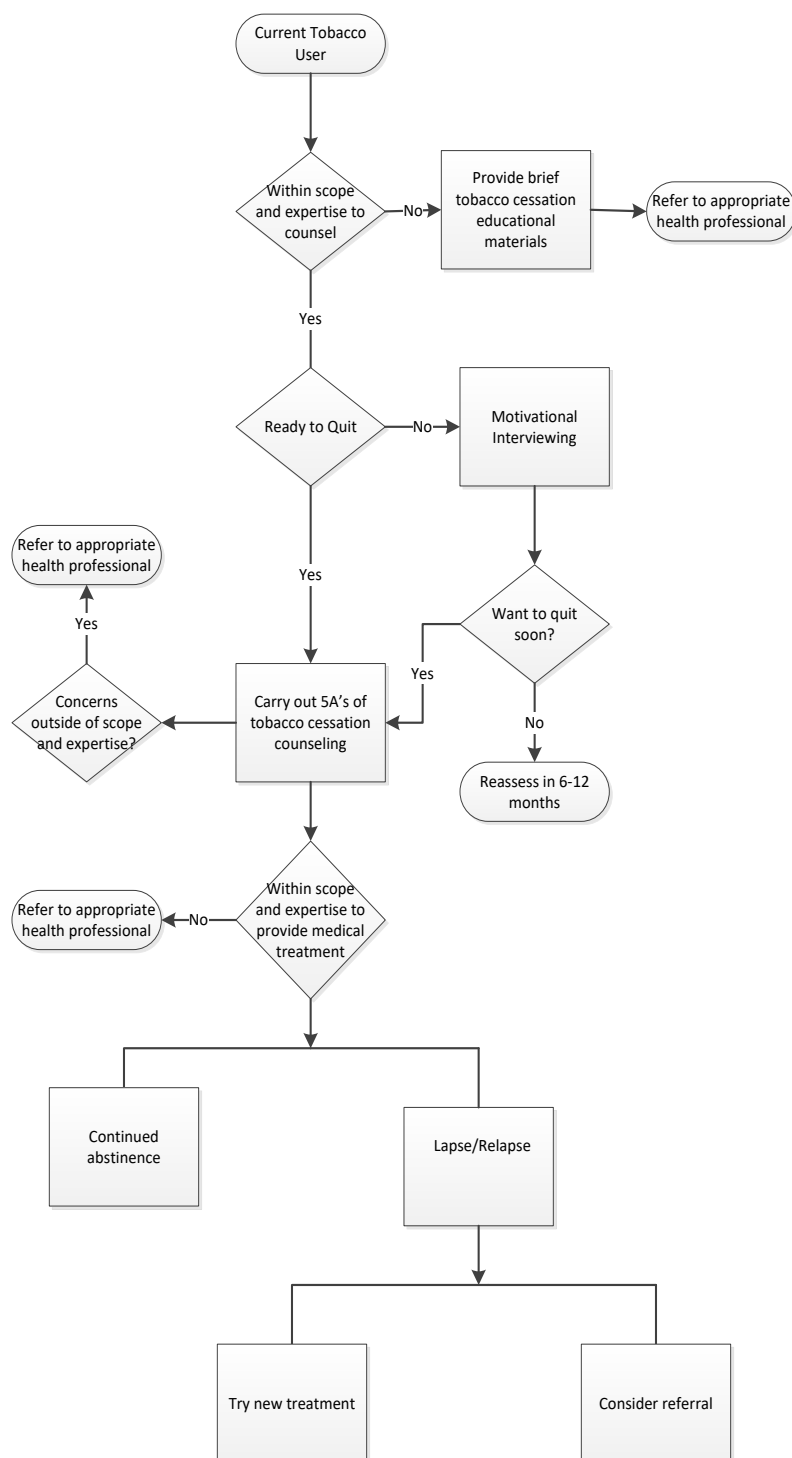 Current Tobacco
User
Within scope
and expertise to
counsel
No
Provide brief
tobacco cessation
educational
materials
Refer to appropriate
health professional
Yes
Ready to Quit
No
Motivational
Interviewing
Refer to appropriate
health professional
Yes
Yes
Want to quit
soon?
Yes
Concerns
outside of scope
and expertise?
Carry out 5A's of
tobacco cessation
counseling
No
Reassess in 6-12
months
Within scope
and expertise to
provide medical
treatment
No
Refer to appropriate
health professional
Continued
abstinence
Lapse/Relapse
Try new treatment
Consider referral